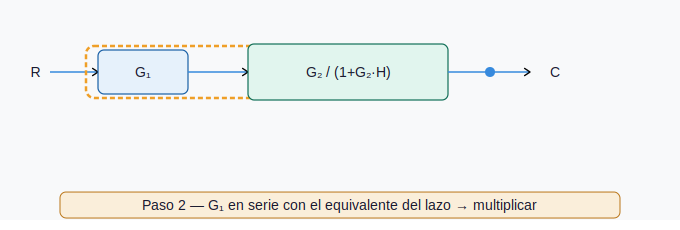 R
G₁
G₂ / (1+G₂·H)
C
Paso 2 — G₁ en serie con el equivalente del lazo → multiplicar